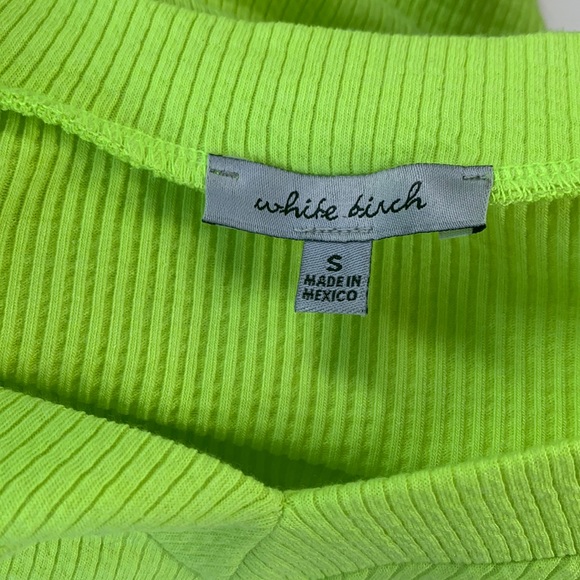 white birch
S
MADE IN
MEXICO